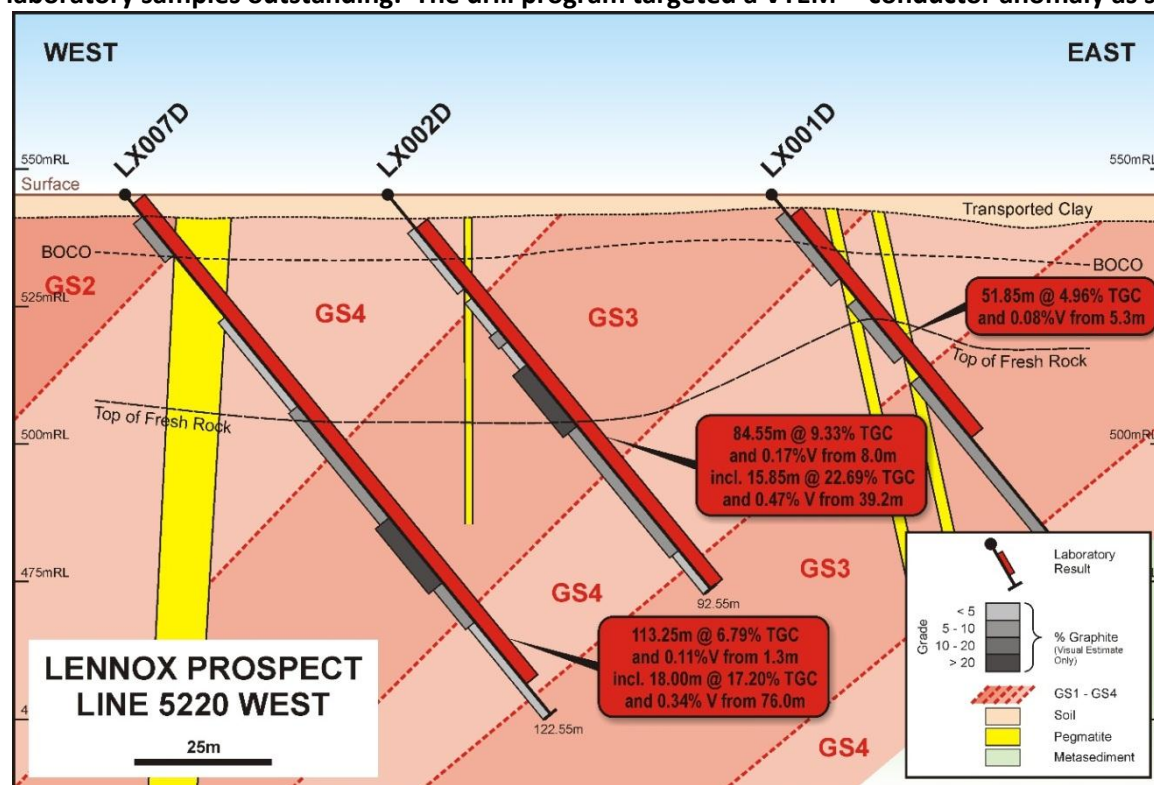 laboratory samples outstanding. The drill program targeted a VTEM conductor anomaly as s
WEST
EAST
LX007D
LX002D
LX001D
550mRL
550mRL
Surface
Transported Clay
BOCO
BOCO
GS2
525mRL
GS4
GS3
51.85m @ 4.96% TGC
and 0.08%V from 5.3m
Top of Fresh Rock
Top of Fresh Rock
500mRL
500mRL
84.55m @ 9.33% TGC
and 0.17%V from 8.0m
incl. 15.85m @ 22.69% TGC
and 0.47% V from 39.2m
GS3
475mRL
GS4
92.55m
113.25m @ 6.79% TGC
and 0.11%V from 1.3m
incl. 18.00m @ 17.20% TGC
and 0.34% V from 76.0m
122.55m
GS4
LENNOX PROSPECT
LINE 5220 WEST
25m
Laboratory
Result
Grade
< 5
5 - 10
10 - 20
> 20
% Graphite
(Visual Estimate
Only)
GS1 - GS4
Soil
Pegmatite
Metasediment